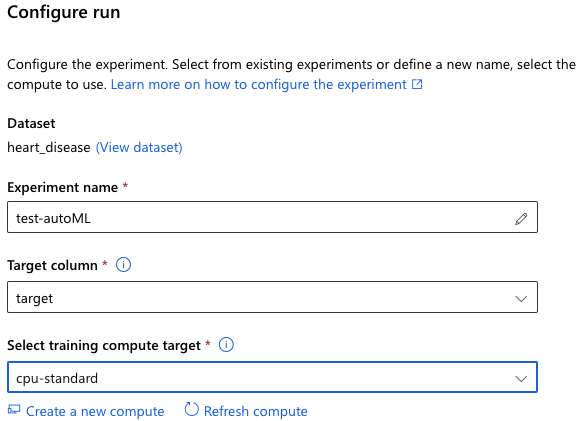 Configure run
Configure the experiment. Select from existing experiments or define a new name, select the
compute to use. Learn more on how to configure the experiment
Dataset
heart_disease (View dataset)
Experiment name *
test-autoML
Target column *
target
Select training compute target *
cpu-standard
Create a new compute Refresh compute